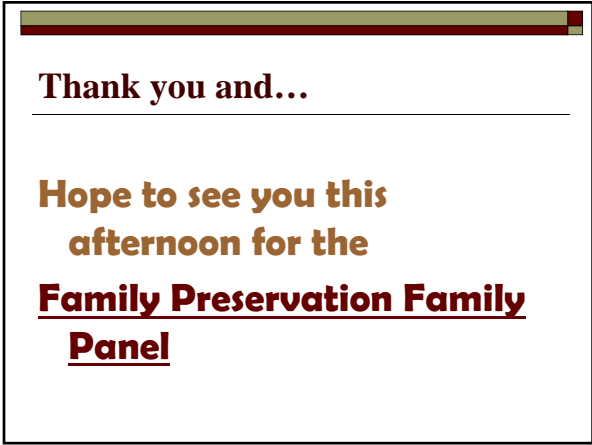 Thank you and…
Hope to see you this
afternoon for the
Family Preservation Family
Panel